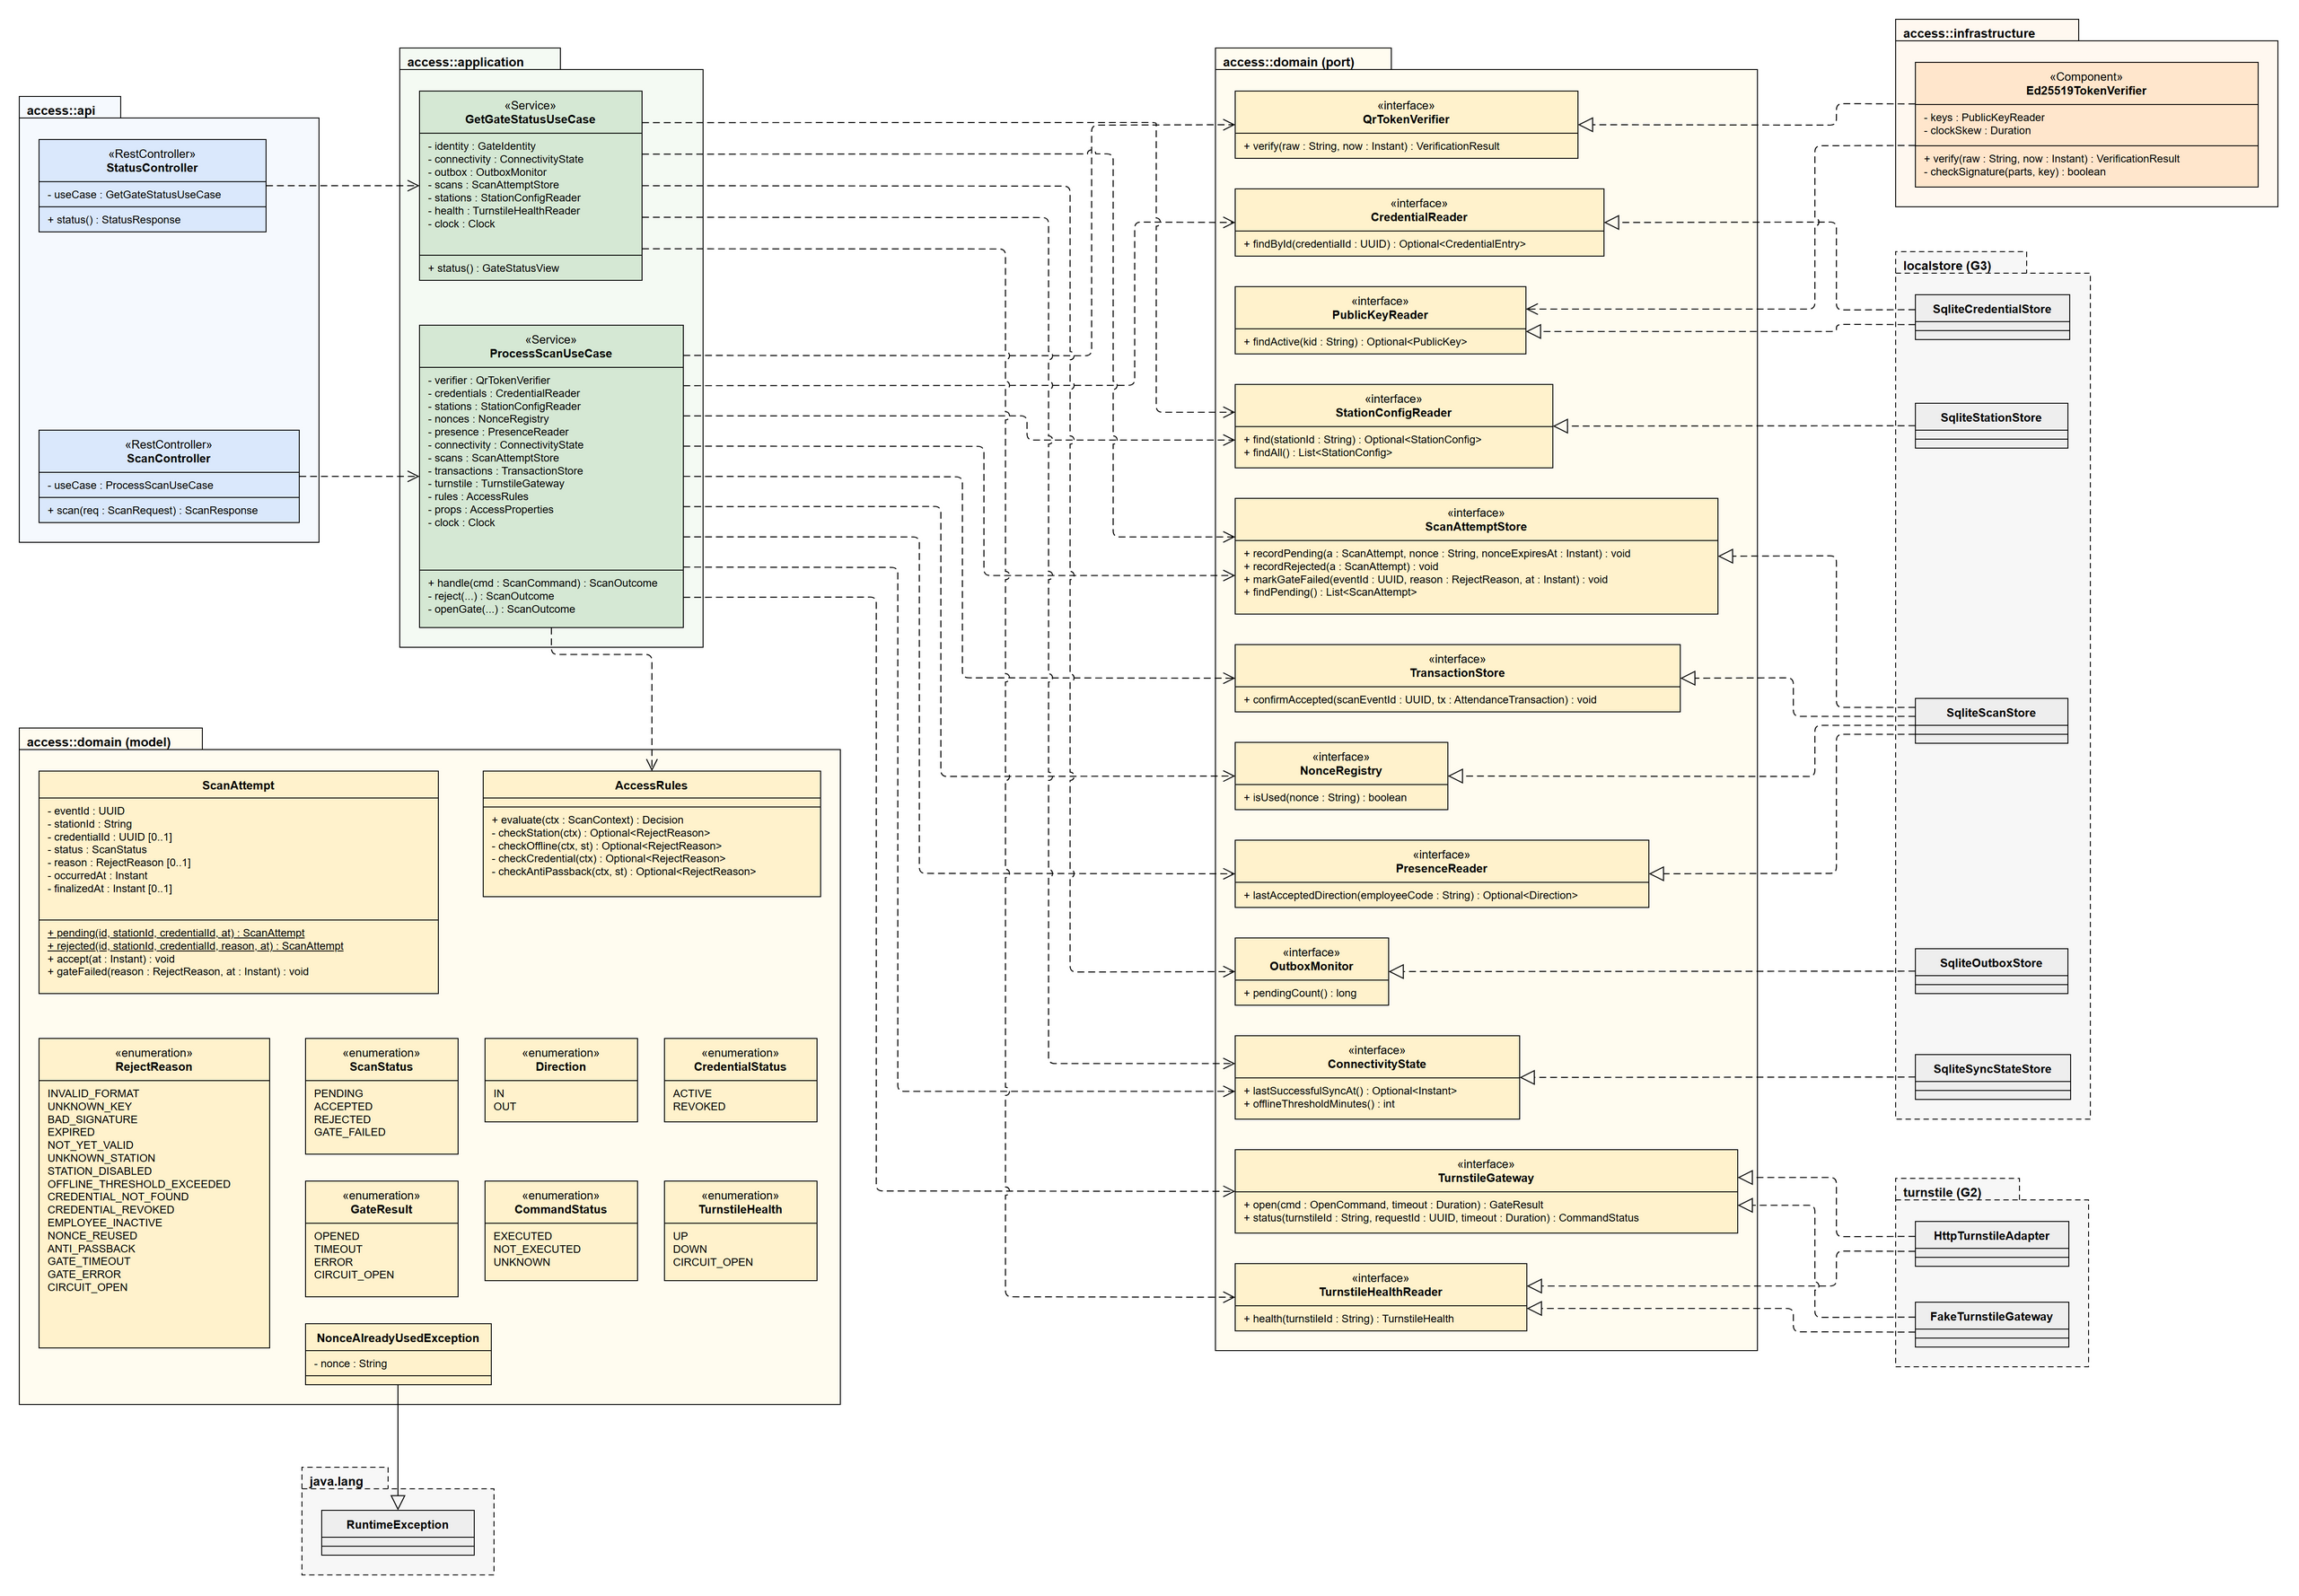 access::api
«RestController»
StatusController
- useCase : GetGateStatusUseCase
+ status() : StatusResponse
«RestController»
ScanController
- useCase : ProcessScanUseCase
+ scan(req : ScanRequest) : ScanResponse
access::application
«Service»
GetGateStatusUseCase
- identity : GateIdentity
- connectivity : ConnectivityState
- outbox : OutboxMonitor
- scans : ScanAttemptStore
- stations : StationConfigReader
- health : TurnstileHealthReader
- clock : Clock
+ status() : GateStatusView
«Service»
ProcessScanUseCase
- verifier : QrTokenVerifier
- credentials : CredentialReader
- stations : StationConfigReader
- nonces : NonceRegistry
- presence : PresenceReader
- connectivity : ConnectivityState
- scans : ScanAttemptStore
- transactions : TransactionStore
- turnstile : TurnstileGateway
- rules : AccessRules
- props : AccessProperties
- clock : Clock
+ handle(cmd : ScanCommand) : ScanOutcome
- reject(...) : ScanOutcome
- openGate(...) : ScanOutcome
access::domain (model)
ScanAttempt
- eventId : UUID
- stationId : String
- credentialId : UUID [0..1]
- status : ScanStatus
- reason : RejectReason [0..1]
- occurredAt : Instant
- finalizedAt : Instant [0..1]
+ pending(id, stationId, credentialId, at) : ScanAttempt
+ rejected(id, stationId, credentialId, reason, at) : ScanAttempt
+ accept(at : Instant) : void
+ gateFailed(reason : RejectReason, at : Instant) : void
AccessRules
+ evaluate(ctx : ScanContext) : Decision
- checkStation(ctx) : Optional<RejectReason>
- checkOffline(ctx, st) : Optional<RejectReason>
- checkCredential(ctx) : Optional<RejectReason>
- checkAntiPassback(ctx, st) : Optional<RejectReason>
«enumeration»
RejectReason
INVALID_FORMAT
UNKNOWN_KEY
BAD_SIGNATURE
EXPIRED
NOT_YET_VALID
UNKNOWN_STATION
STATION_DISABLED
OFFLINE_THRESHOLD_EXCEEDED
CREDENTIAL_NOT_FOUND
CREDENTIAL_REVOKED
EMPLOYEE_INACTIVE
NONCE_REUSED
ANTI_PASSBACK
GATE_TIMEOUT
GATE_ERROR
CIRCUIT_OPEN
«enumeration»
ScanStatus
PENDING
ACCEPTED
REJECTED
GATE_FAILED
«enumeration»
Direction
IN
OUT
«enumeration»
CredentialStatus
ACTIVE
REVOKED
«enumeration»
GateResult
OPENED
TIMEOUT
ERROR
CIRCUIT_OPEN
«enumeration»
CommandStatus
EXECUTED
NOT_EXECUTED
UNKNOWN
«enumeration»
TurnstileHealth
UP
DOWN
CIRCUIT_OPEN
NonceAlreadyUsedException
- nonce : String
java.lang
RuntimeException
access::domain (port)
«interface»
QrTokenVerifier
+ verify(raw : String, now : Instant) : VerificationResult
«interface»
CredentialReader
+ findById(credentialId : UUID) : Optional<CredentialEntry>
«interface»
PublicKeyReader
+ findActive(kid : String) : Optional<PublicKey>
«interface»
StationConfigReader
+ find(stationId : String) : Optional<StationConfig>
+ findAll() : List<StationConfig>
«interface»
ScanAttemptStore
+ recordPending(a : ScanAttempt, nonce : String, nonceExpiresAt : Instant) : void
+ recordRejected(a : ScanAttempt) : void
+ markGateFailed(eventId : UUID, reason : RejectReason, at : Instant) : void
+ findPending() : List<ScanAttempt>
«interface»
TransactionStore
+ confirmAccepted(scanEventId : UUID, tx : AttendanceTransaction) : void
«interface»
NonceRegistry
+ isUsed(nonce : String) : boolean
«interface»
PresenceReader
+ lastAcceptedDirection(employeeCode : String) : Optional<Direction>
«interface»
OutboxMonitor
+ pendingCount() : long
«interface»
ConnectivityState
+ lastSuccessfulSyncAt() : Optional<Instant>
+ offlineThresholdMinutes() : int
«interface»
TurnstileGateway
+ open(cmd : OpenCommand, timeout : Duration) : GateResult
+ status(turnstileId : String, requestId : UUID, timeout : Duration) : CommandStatus
«interface»
TurnstileHealthReader
+ health(turnstileId : String) : TurnstileHealth
access::infrastructure
«Component»
Ed25519TokenVerifier
- keys : PublicKeyReader
- clockSkew : Duration
+ verify(raw : String, now : Instant) : VerificationResult
- checkSignature(parts, key) : boolean
localstore (G3)
SqliteCredentialStore
SqliteStationStore
SqliteScanStore
SqliteOutboxStore
SqliteSyncStateStore
turnstile (G2)
HttpTurnstileAdapter
FakeTurnstileGateway